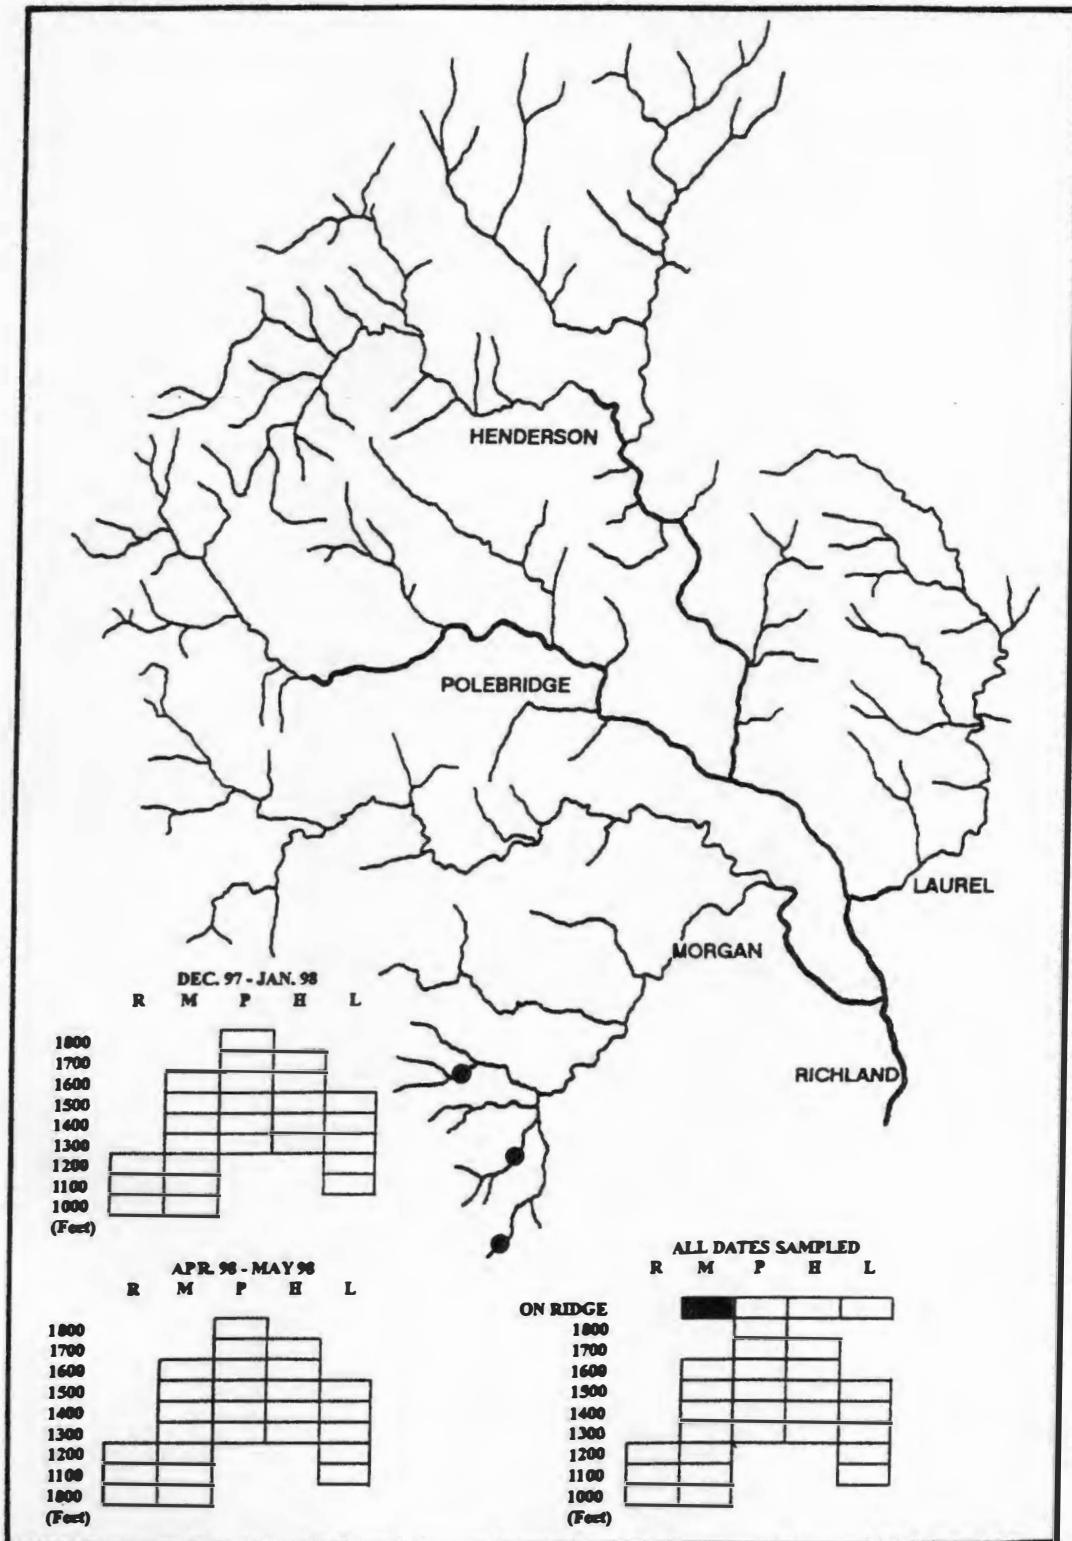 HENDERSON
POLEBRIDGE
LAUREL
MORGAN
RICHLAND
DEC. 97 - JAN. 98
R M P H L
1800
1700
1600
1500
1400
1300
1200
1100
1000
(Feet)
APR. 98 - MAY 98
R M P H L
1800
1700
1600
1500
1400
1300
1200
1100
1800
(Feet)
ALL DATES SAMPLED
R M P H L
ON RIDGE
1800
1700
1600
1500
1400
1300
1200
1100
1000
(Feet)